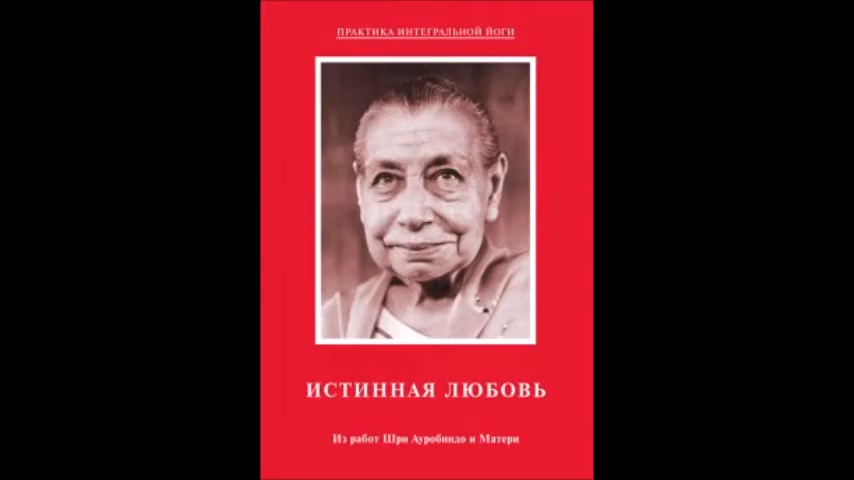 ПРАКТИКА ИНТЕГРАЛЬНОЙ ЙОГИ
ИСТИННАЯ ЛЮБОВЬ
Из работ Шри Ауробиндо и Матери